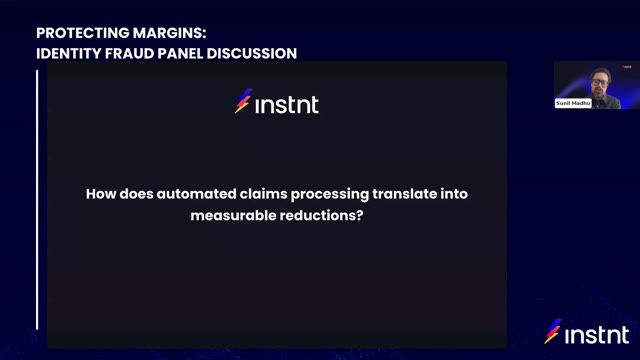 PROTECTING MARGINS:
IDENTITY FRAUD PANEL DISCUSSION
instnt
Sunil Madhu
How does automated claims processing translate into
measurable reductions?
instnt